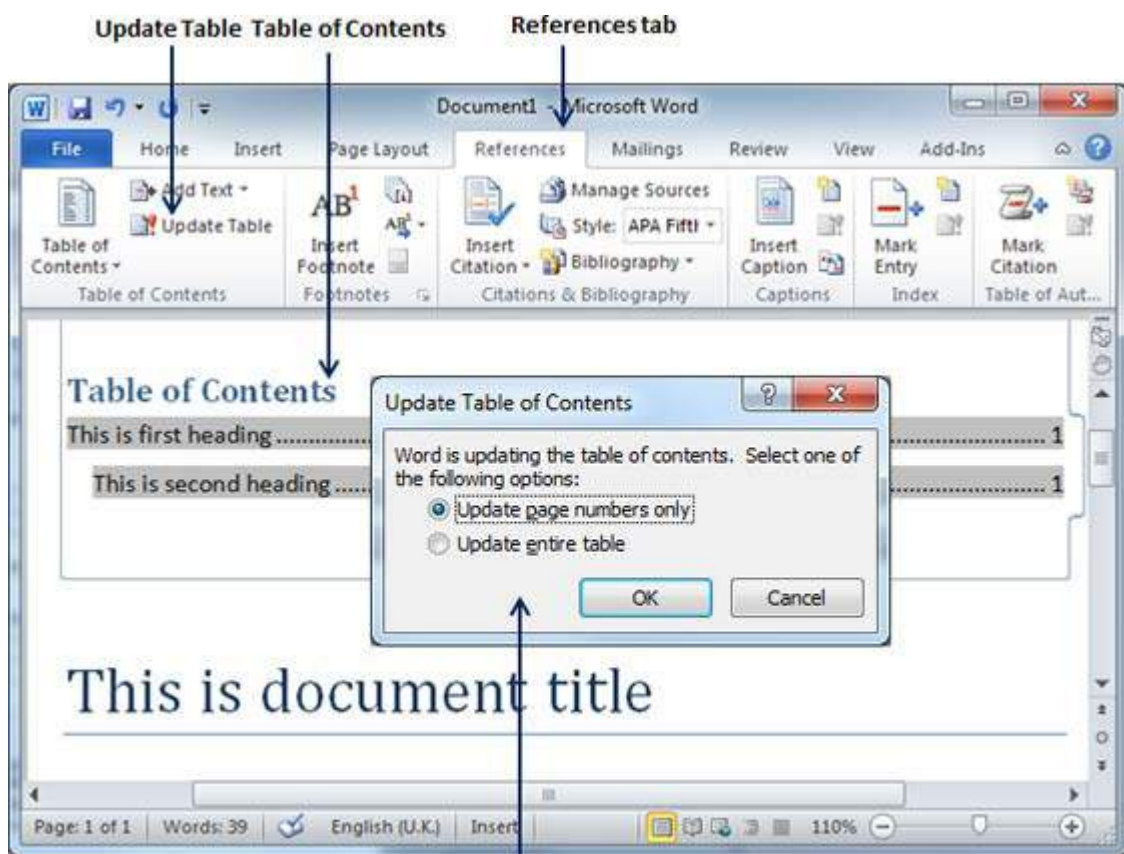 Update Table Table of Contents References tab
Document1 - Microsoft Word
File Home Insert Page Layout References Mailings Review View Add-Ins
Table of Contents
Add Text
Update Table
Table of Contents
AB1
Insert Footnote
AB
Footnotes
Insert Citation
Manage Sources
Style: APA Fifth
Bibliography
Citations & Bibliography
Insert Caption
Captions
Mark Entry
Index
Mark Citation
Table of Aut...
Table of Contents
This is first heading ................ 1
This is second heading ................ 1
Update Table of Contents
Word is updating the table of contents. Select one of
the following options:
Update page numbers only
Update entire table
OK Cancel
This is document title
Page: 1 of 1 Words: 39 English (U.K.) Insert 110%